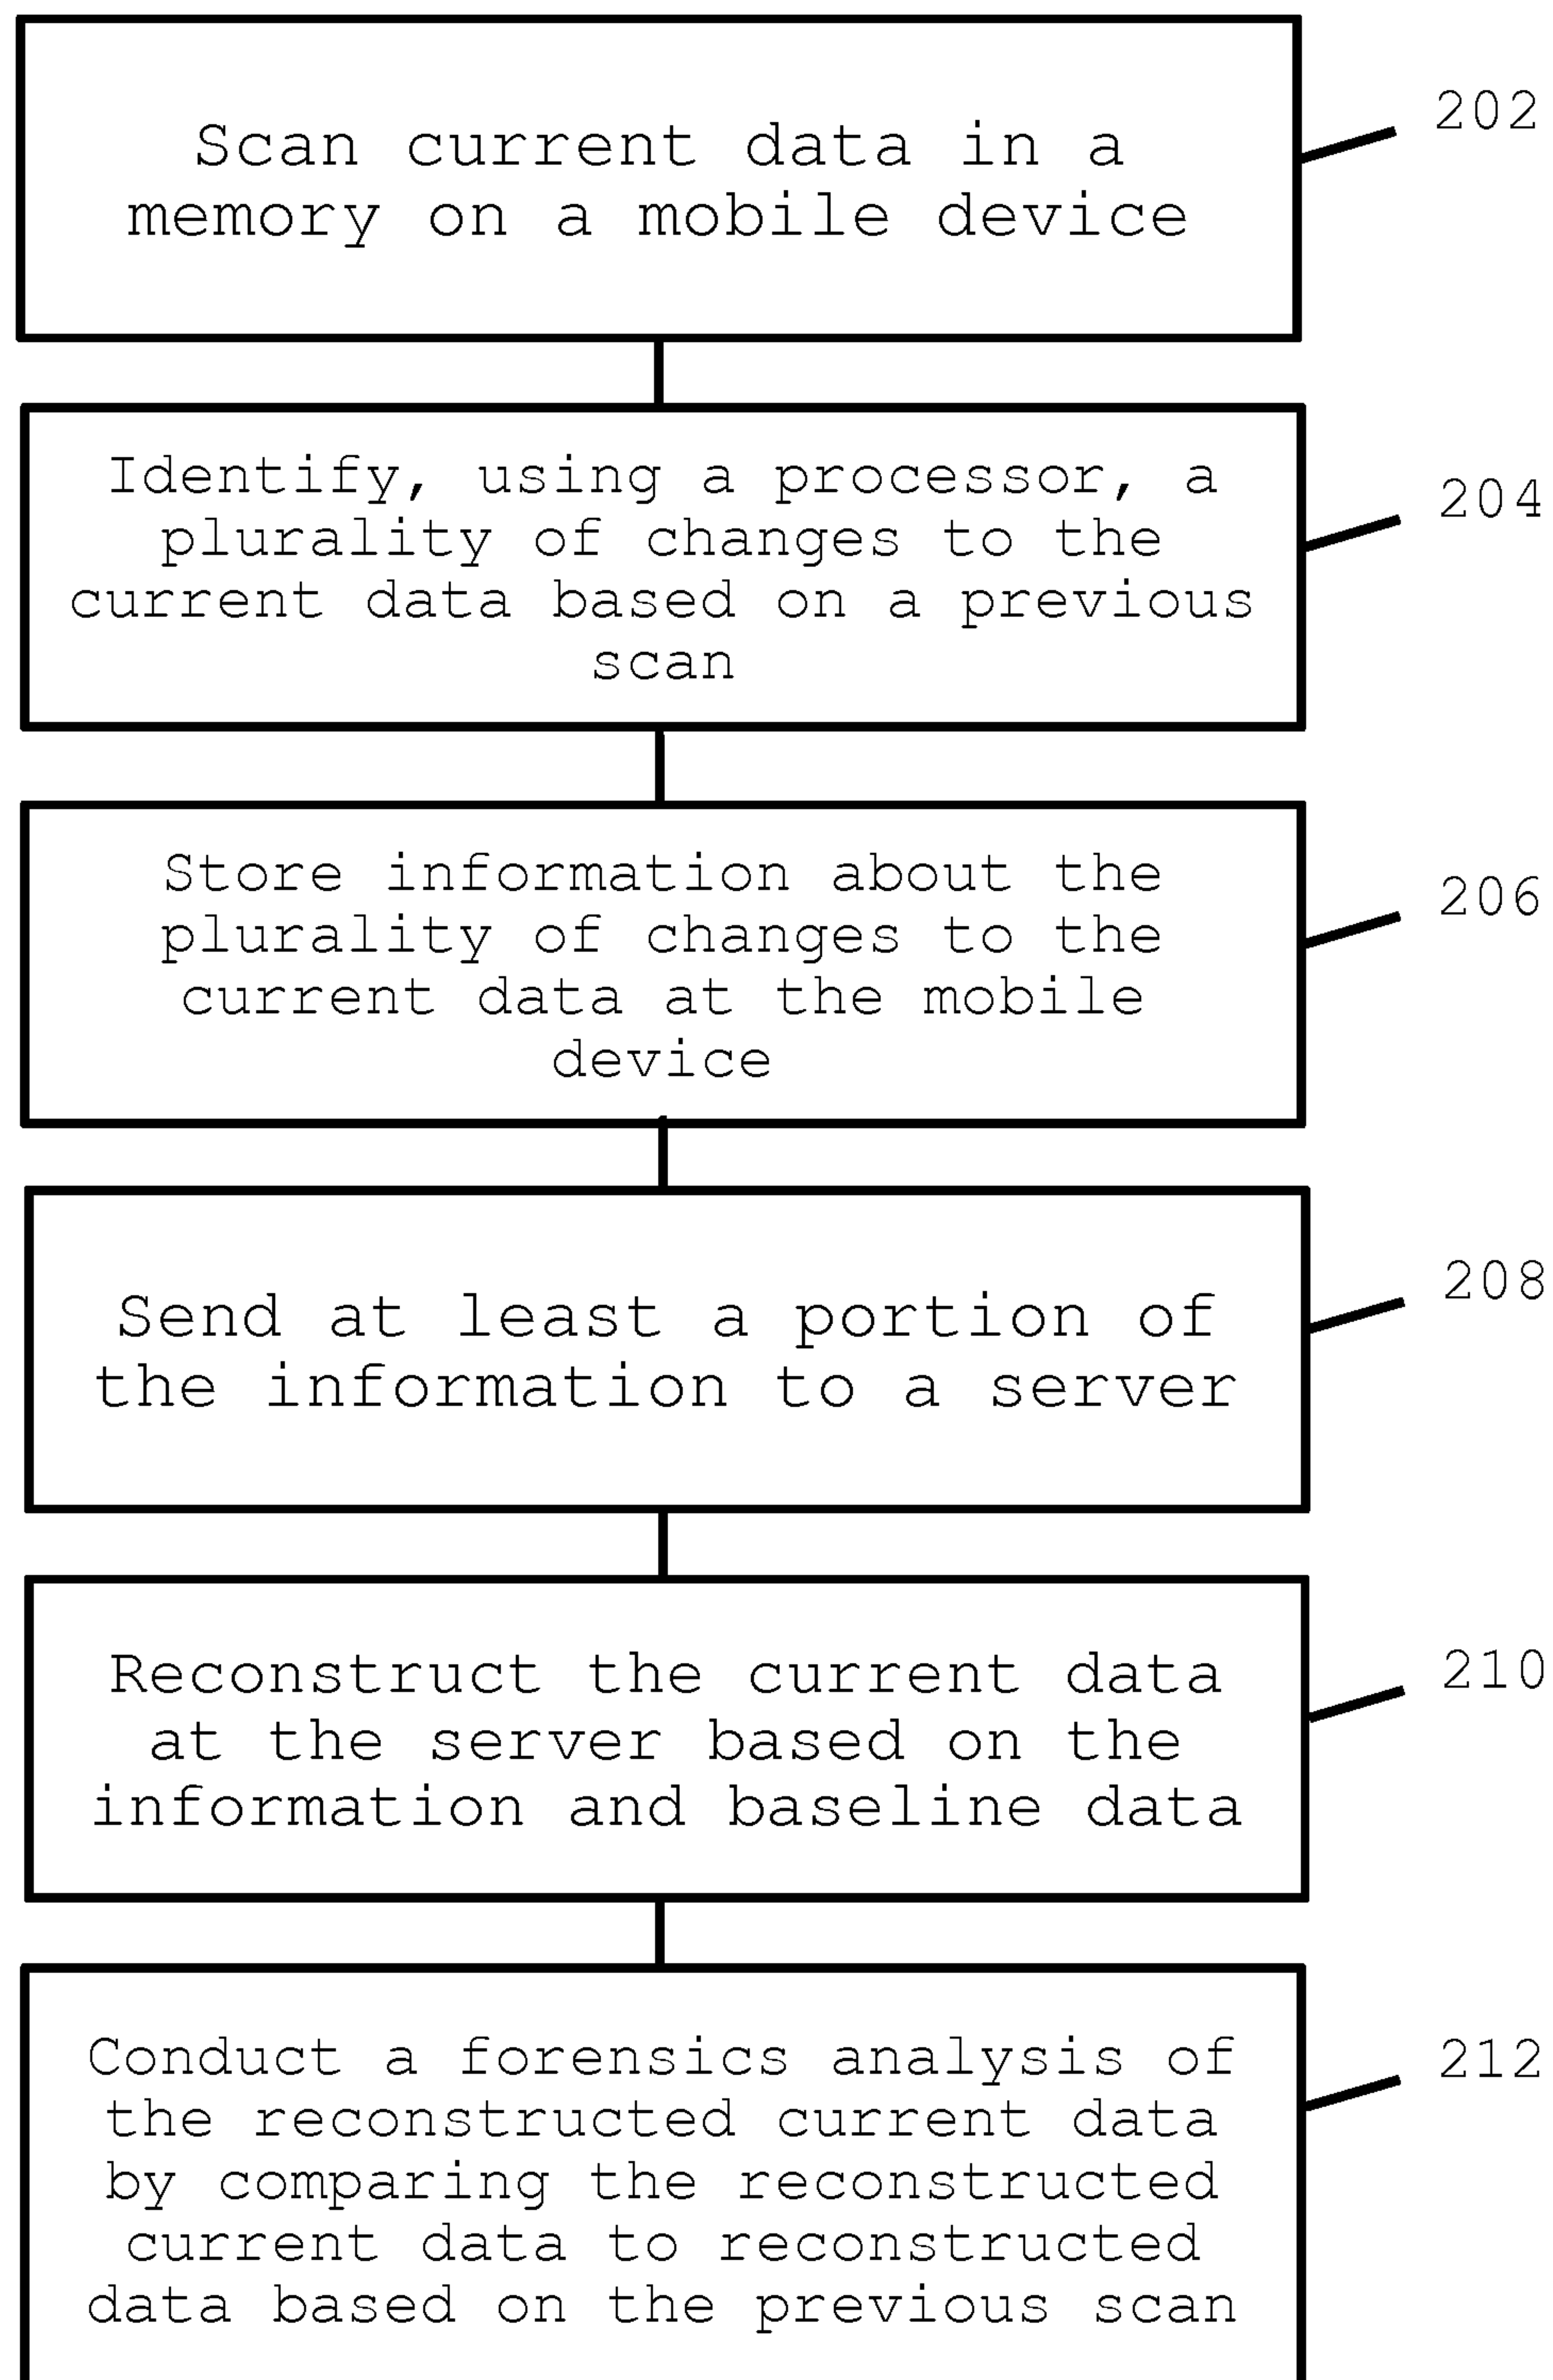 Scan current data in a
memory on a mobile device
202
Identify, using a processor, a
plurality of changes to the
current data based on a previous
scan
204
Store information about the
plurality of changes to the
current data at the mobile
device
206
Send at least a portion of
the information to a server
208
Reconstruct the current data
at the server based on the
information and baseline data
210
Conduct a forensics analysis of
the reconstructed current data
by comparing the reconstructed
current data to reconstructed
data based on the previous scan
212